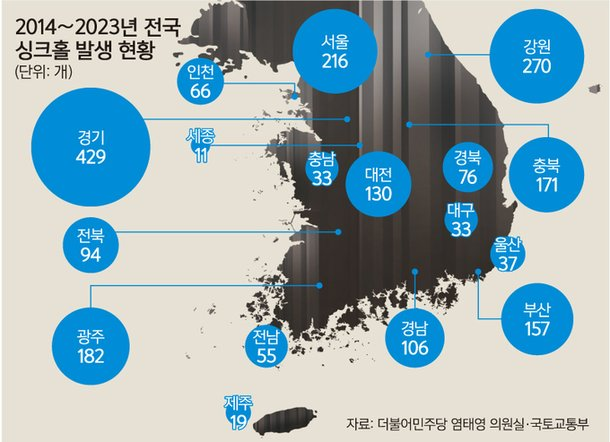 2014~2023년 전국
싱크홀 발생 현황
(단위: 개)
서울
216
강원
270
인천
66
경기
429
세종
11
충남
33
대전
130
경북
76
충북
171
대구
33
전북
94
울산
37
광주
182
전남
55
경남
106
부산
157
제주
19
자료: 더불어민주당 염태영 의원실·국토교통부